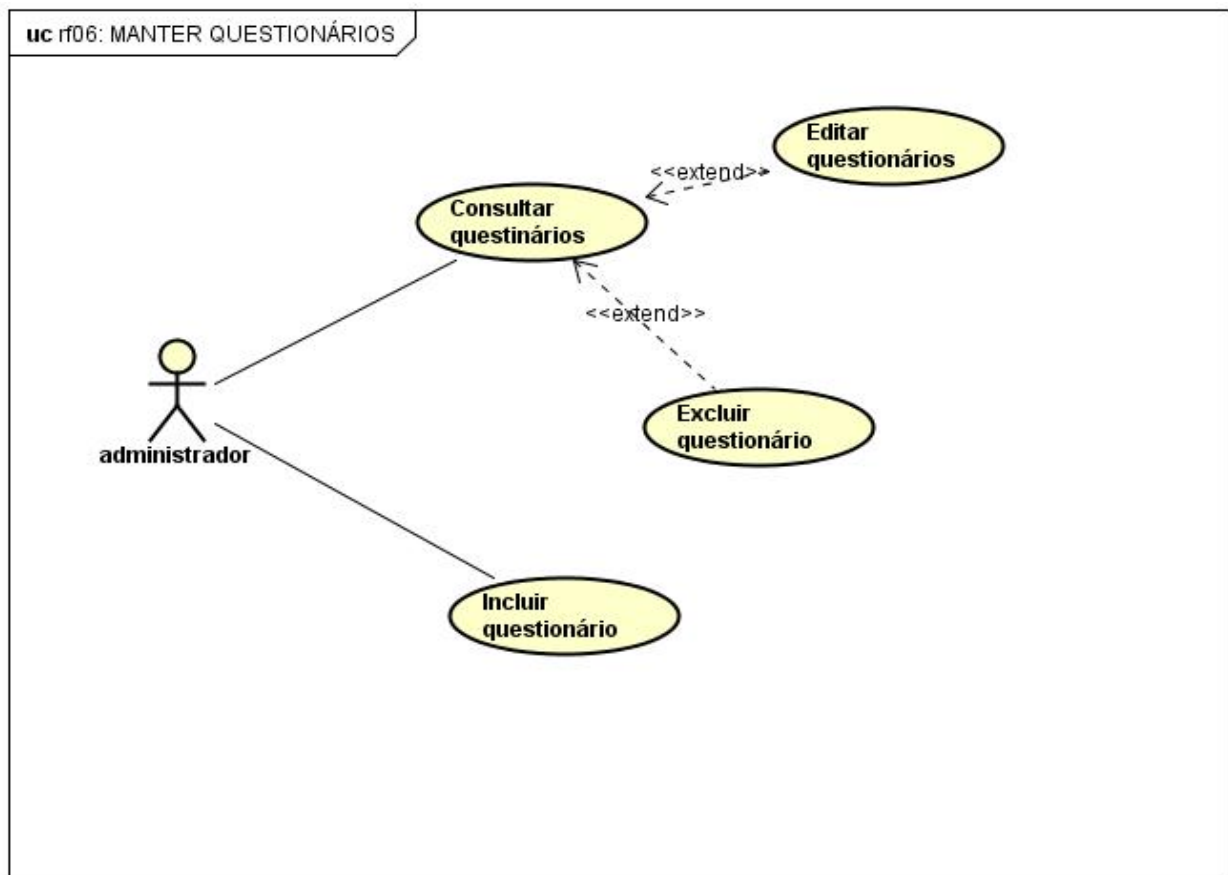 uc rf06: MANTER QUESTIONÁRIOS
Editar
questionários
<<extend>>
Consultar
questinários
<<extend>>
Excluir
questionário
administrador
Incluir
questionário